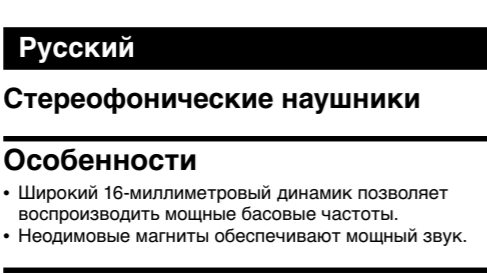 Русский
Стереофонические наушники
Особенности
• Широкий 16-миллиметровый динамик позволяет
воспроизводить мощные басовые частоты.
• Неодимовые магниты обеспечивают мощный звук.